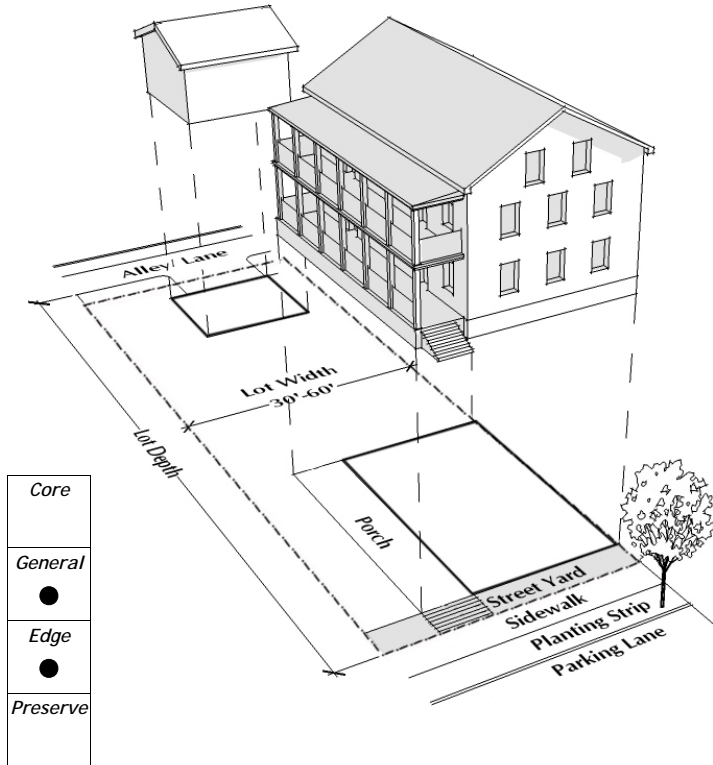 Alley/ Lane
Lot Width
30'-60'
Lot Depth
Porch
Street Yard
Sidewalk
Planting Strip
Parking Lane
Core
General
Edge
Preserve